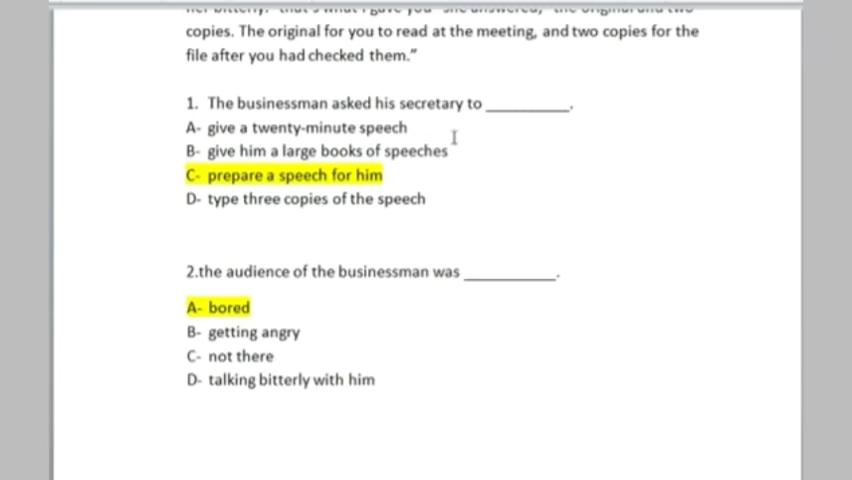 copies. The original for you to read at the meeting, and two copies for the
file after you had checked them.”
1. The businessman asked his secretary to __________.
A- give a twenty-minute speech
B- give him a large books of speeches
C- prepare a speech for him
D- type three copies of the speech
2.the audience of the businessman was ___________.
A- bored
B- getting angry
C- not there
D- talking bitterly with him